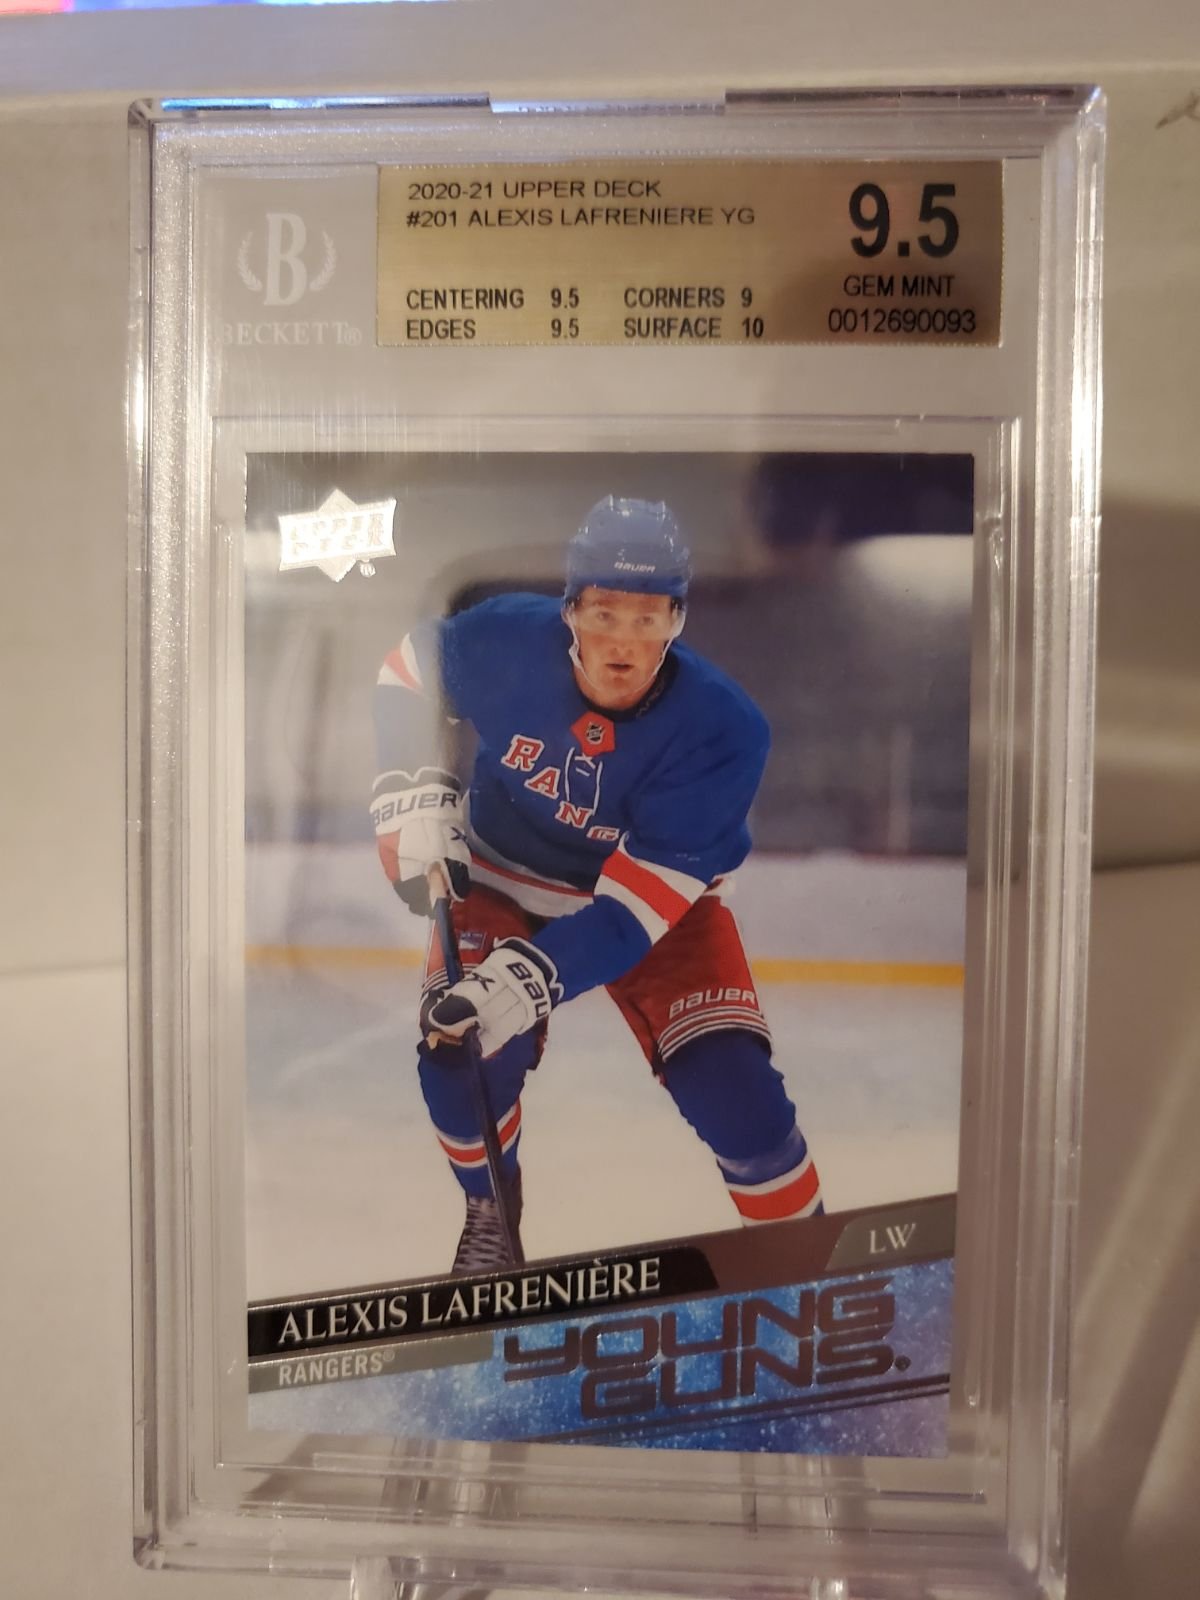 2020-21 UPPER DECK
#201 ALEXIS LAFRENIERE YG
9.5
GEM MINT
0012690093
CENTERING 9.5 CORNERS 9
EDGES 9.5 SURFACE 10
B
BECKETT®
UPPER
DECK
®
BAUER
RANG
BAUER
BAU
BAUER
LW
ALEXIS LAFRENIÈRE
RANGERS®
YOUNG
GUNS.